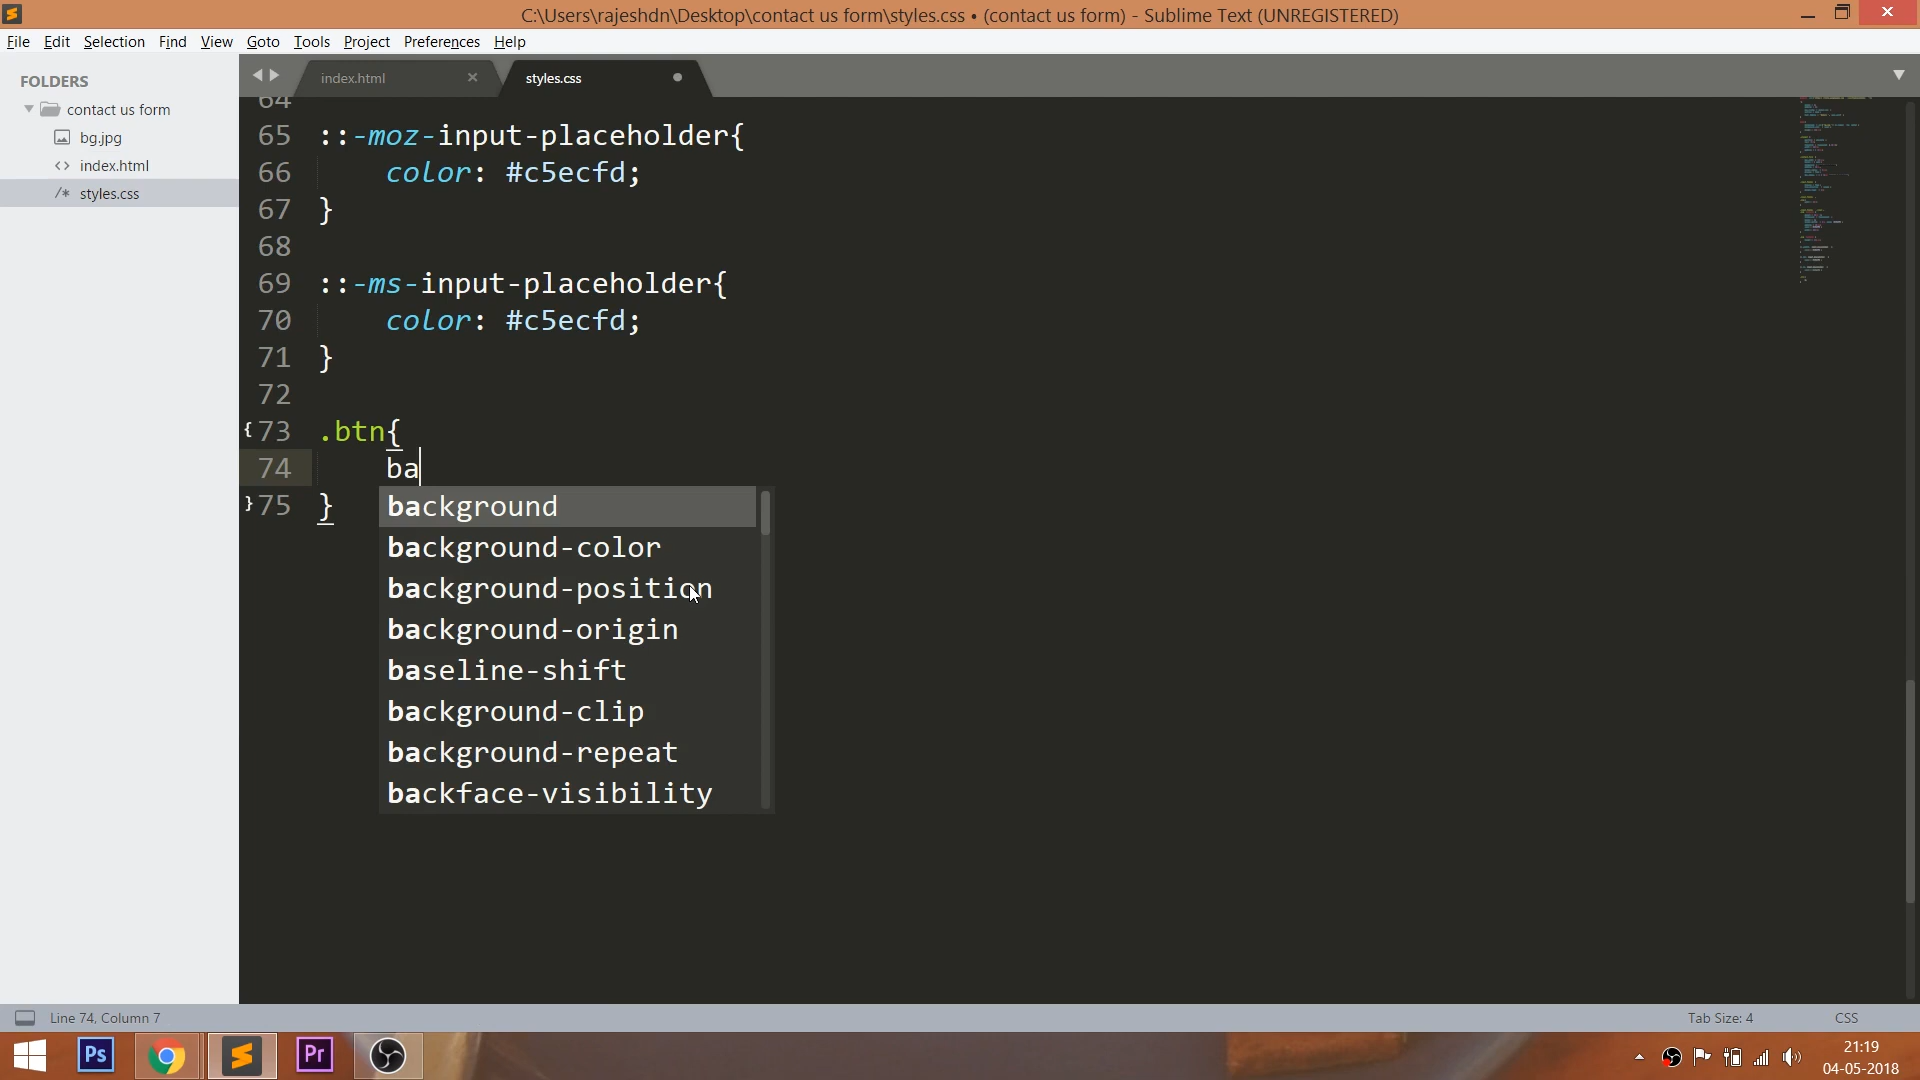 C:\Users\rajeshdn\Desktop\contact us form\styles.css • (contact us form) - Sublime Text (UNREGISTERED)
File Edit Selection Find View Goto Tools Project Preferences Help
FOLDERS
contact us form
bg.jpg
<> index.html
/* styles.css
index.html ×
styles.css
64
65 ::-moz-input-placeholder{
66 color: #c5ecfd;
67 }
68
69 ::-ms-input-placeholder{
70 color: #c5ecfd;
71 }
72
73 .btn{
74 ba
75 }
background
background-color
background-position
background-origin
baseline-shift
background-clip
background-repeat
backface-visibility
Line 74, Column 7
Tab Size: 4
CSS
Ps
Pr
21:19
04-05-2018